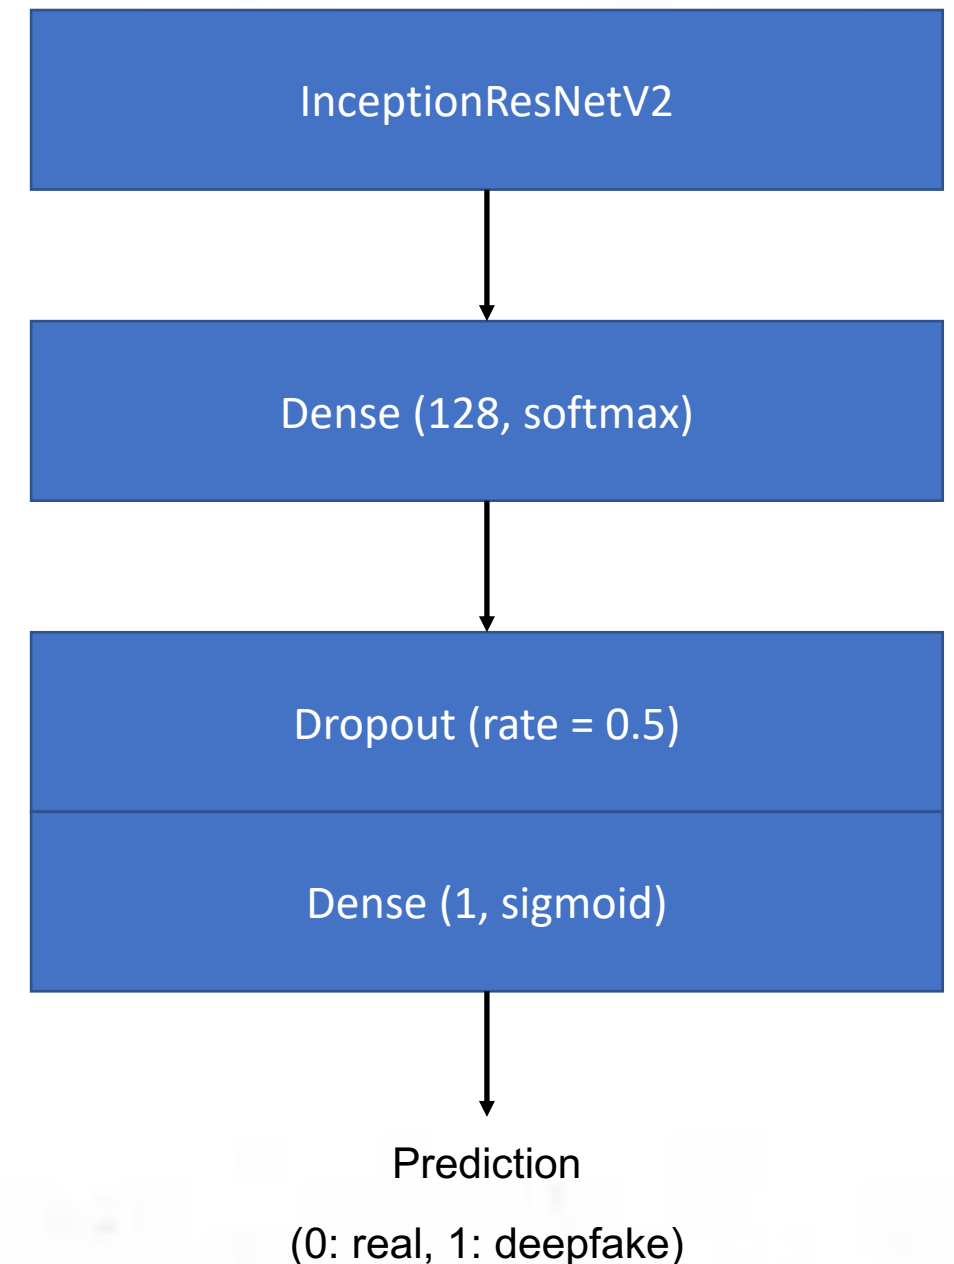 InceptionResNetV2
Dense (128, softmax)
Dropout (rate = 0.5)
Dense (1, sigmoid)
Prediction
(0: real, 1: deepfake)